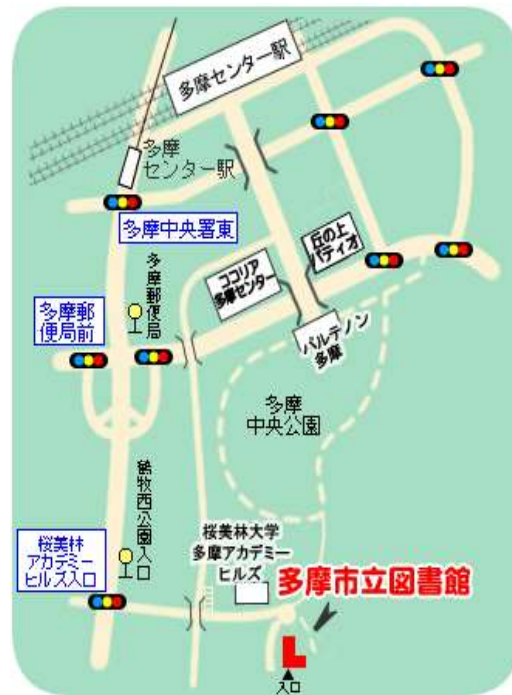 多摩センター駅
多摩
センター駅
多摩中央署東
多摩郵便局
丘の上
パティオ
ココリア
多摩センター
多摩郵
便局前
パルテノン
多摩
多摩
中央公園
鶴牧西公園入口
桜美林大学
多摩アカデミー
ヒルズ
桜美林
アカデミー
ヒルズ入口
多摩市立図書館
入口